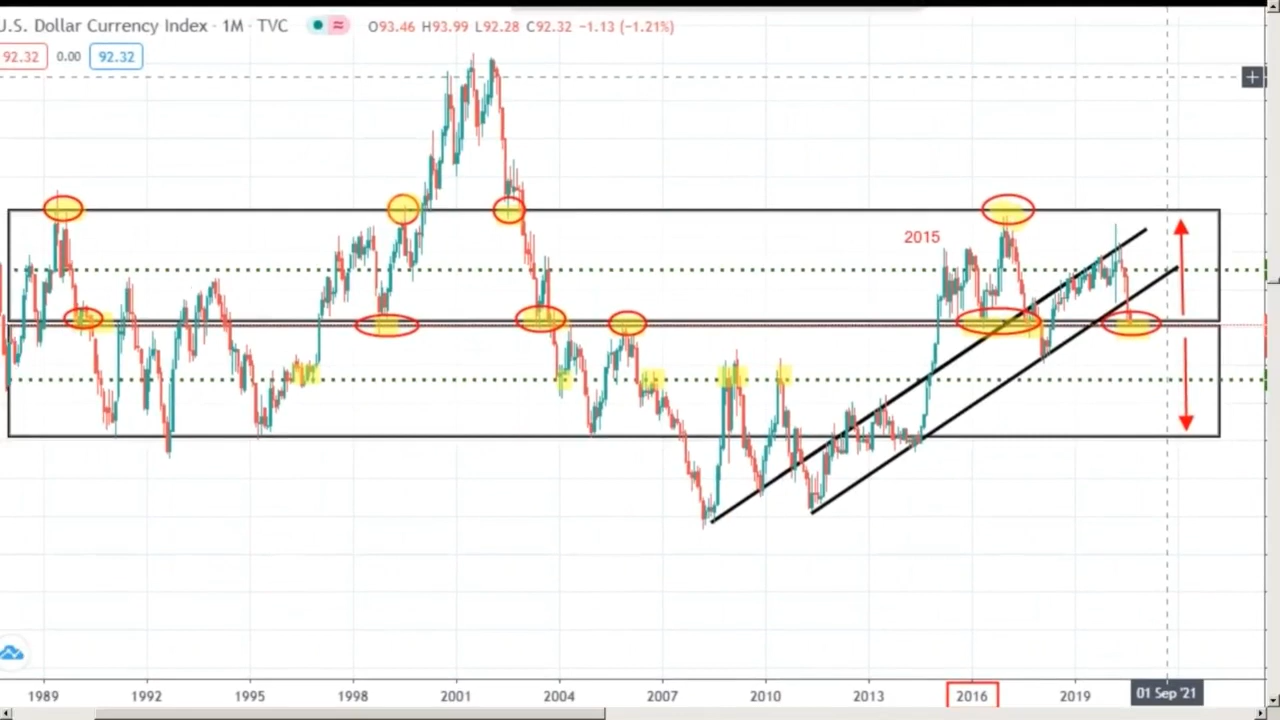 U.S. Dollar Currency Index · 1M · TVC ≈ O93.46 H93.99 L92.28 C92.32 −1.13 (−1.21%)
92.32 0.00 92.32
2015
1989 1992 1995 1998 2001 2004 2007 2010 2013 2016 2019 01 Sep '21